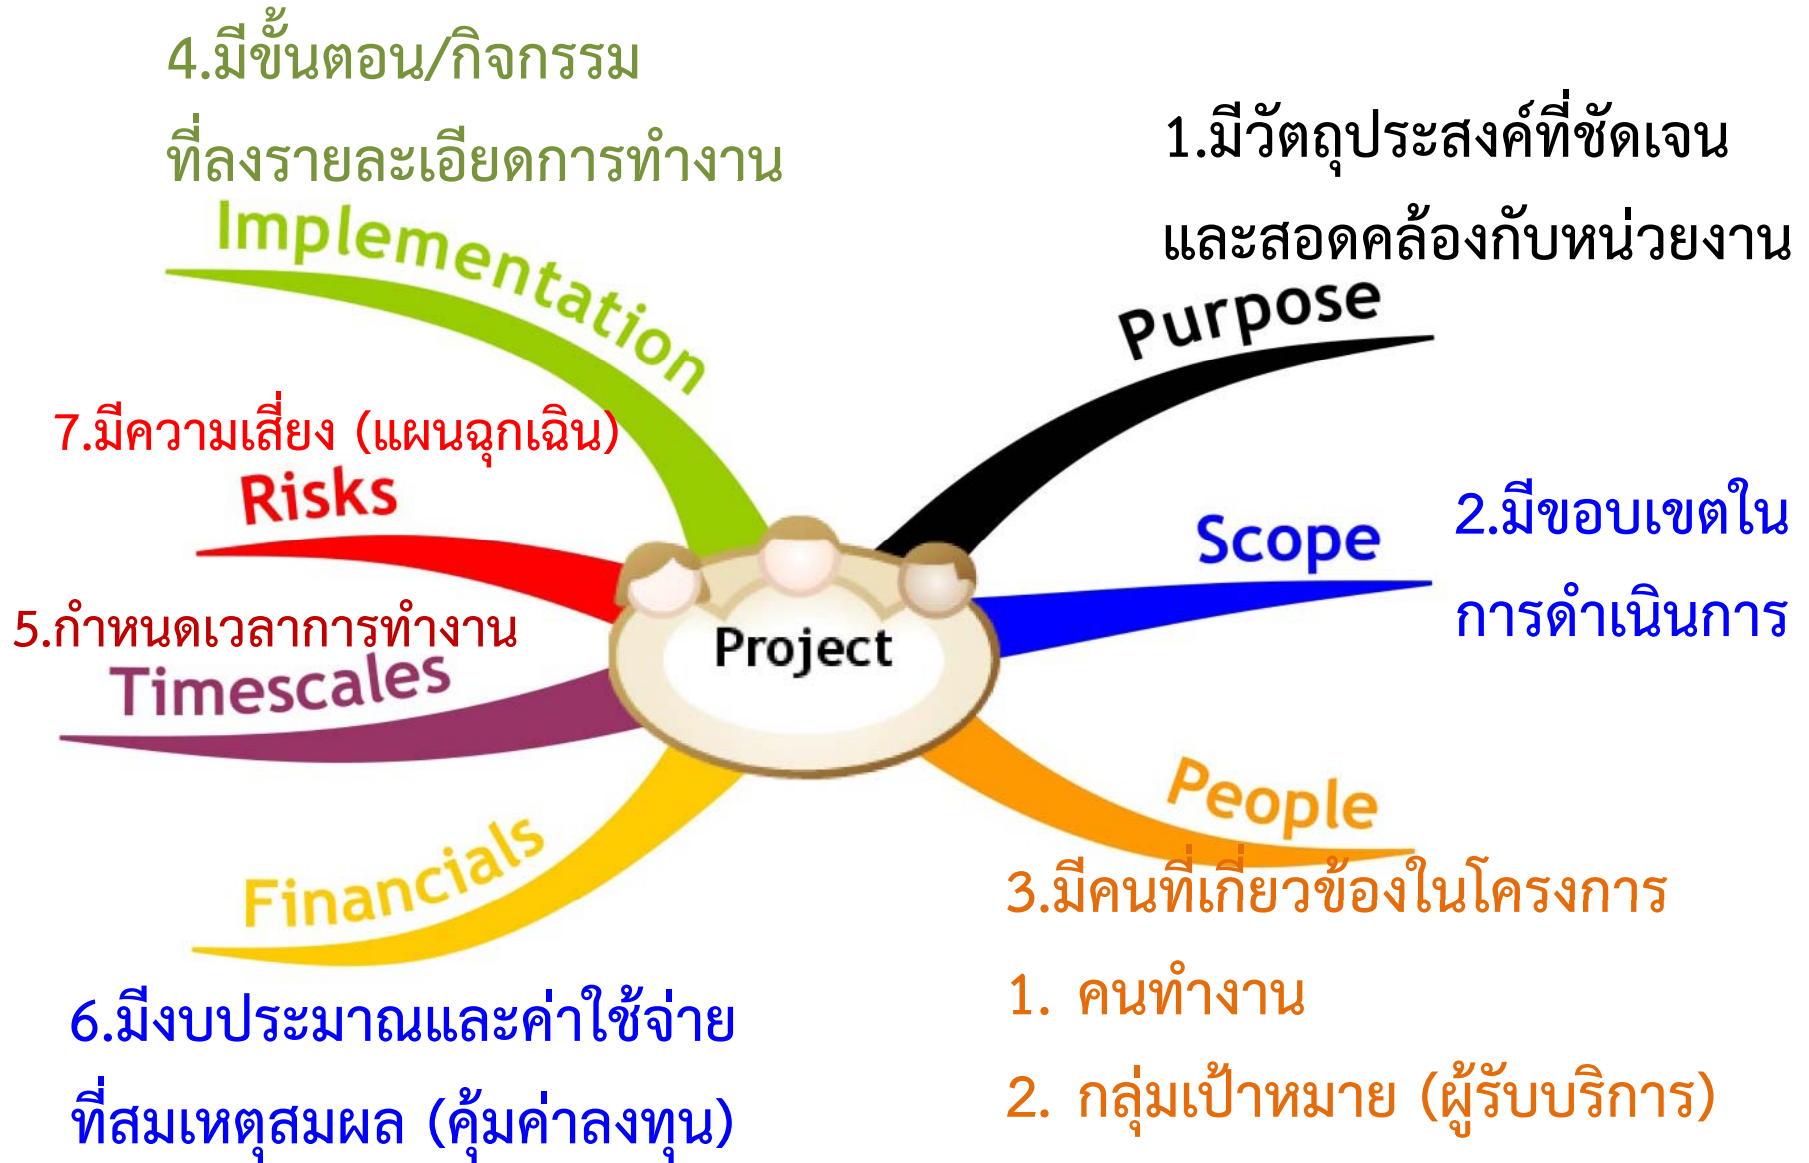 4.มีขั้นตอน/กิจกรรม
ที่ลงรายละเอียดการทำงาน
Implementation
1.มีวัตถุประสงค์ที่ชัดเจน
และสอดคล้องกับหน่วยงาน
Purpose
7.มีความเสี่ยง (แผนฉุกเฉิน)
Risks
Scope
2.มีขอบเขตใน
การดำเนินการ
5.กำหนดเวลาการทำงาน
Timescales
Project
Financials
People
3.มีคนที่เกี่ยวข้องในโครงการ
1. คนทำงาน
2. กลุ่มเป้าหมาย (ผู้รับบริการ)
6.มีงบประมาณและค่าใช้จ่าย
ที่สมเหตุสมผล (คุ้มค่าลงทุน)